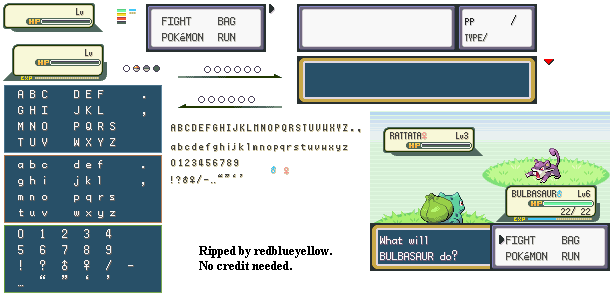 Lv
HP
FIGHT BAG
POKéMON RUN
PP /
TYPE/
Lv
HP
EXP
A B C D E F .
G H I J K L ,
M N O P Q R S
T U V W X Y Z
a b c d e f .
g h i j k l ,
m n o p q r s
t u v w x y z
0 1 2 3 4
5 6 7 8 9
! ? ♂ ♀ / -
… “ ” ‘ ’
ABCDEFGHIJKLMNOPQRSTUVWXYZ.,
abcdefghijklmnopqrstuvwxyz
0123456789
!?♂♀/-…“”‘’
♂ ♀
Ripped by redblueyellow.
No credit needed.
RATTATA♀ Lv3
HP
BULBASAUR♂ Lv6
HP
22/ 22
EXP
What will
BULBASAUR do?
FIGHT BAG
POKéMON RUN